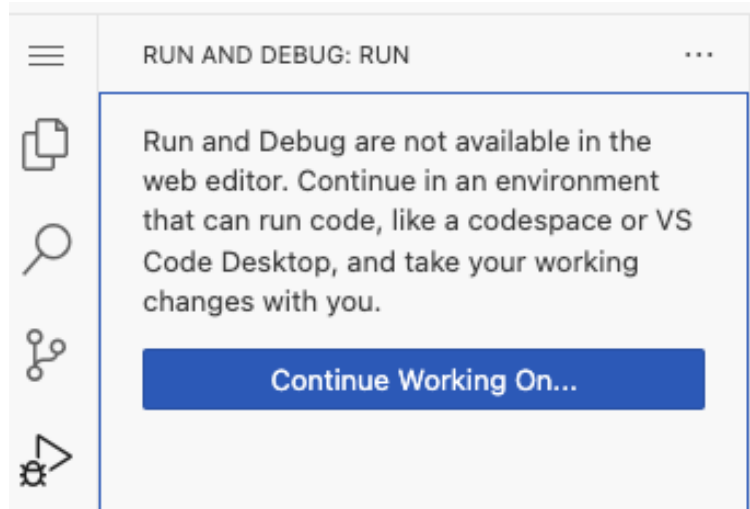 RUN AND DEBUG: RUN
Run and Debug are not available in the
web editor. Continue in an environment
that can run code, like a codespace or VS
Code Desktop, and take your working
changes with you.
Continue Working On...